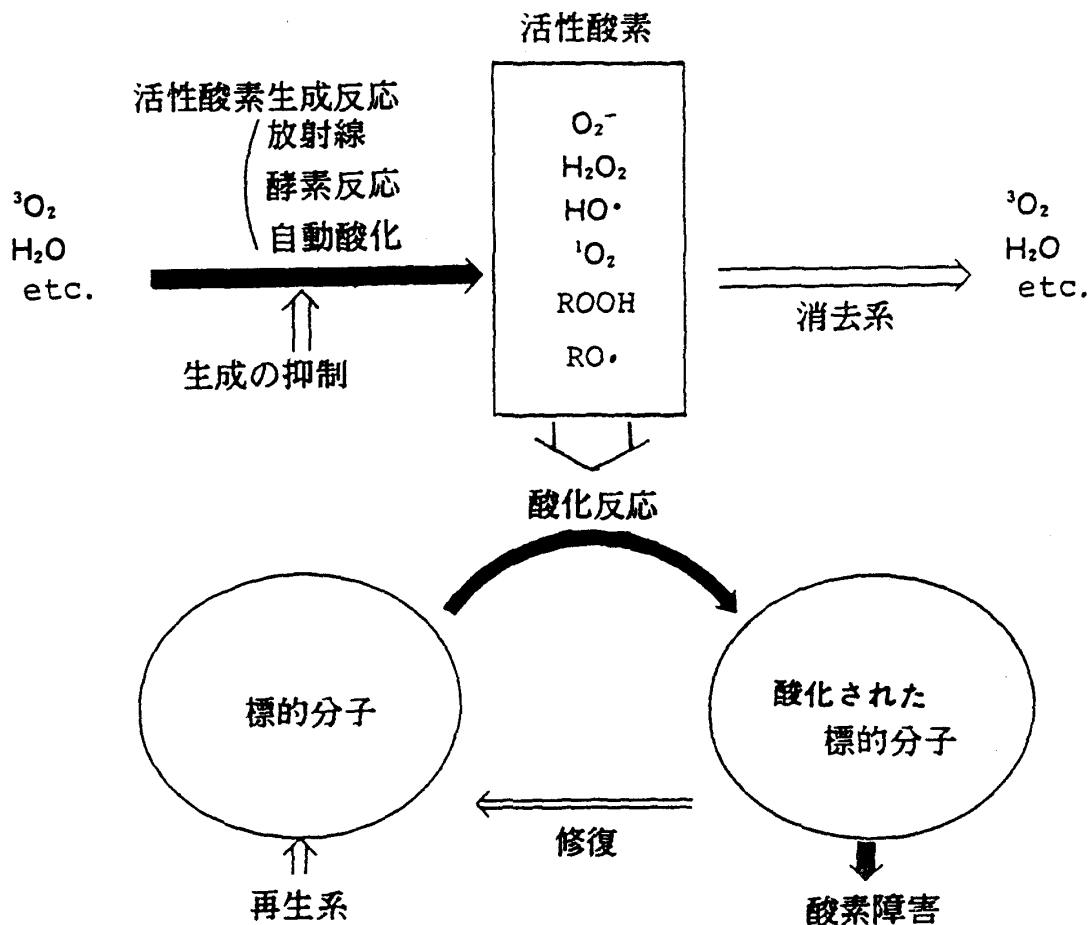 活性酸素
活性酸素生成反応
放射線
酵素反応
自動酸化
³O₂
H₂O
etc.
生成の抑制
O₂⁻
H₂O₂
HO•
¹O₂
ROOH
RO•
消去系
³O₂
H₂O
etc.
酸化反応
標的分子
酸化された
標的分子
修復
再生系
酸素障害